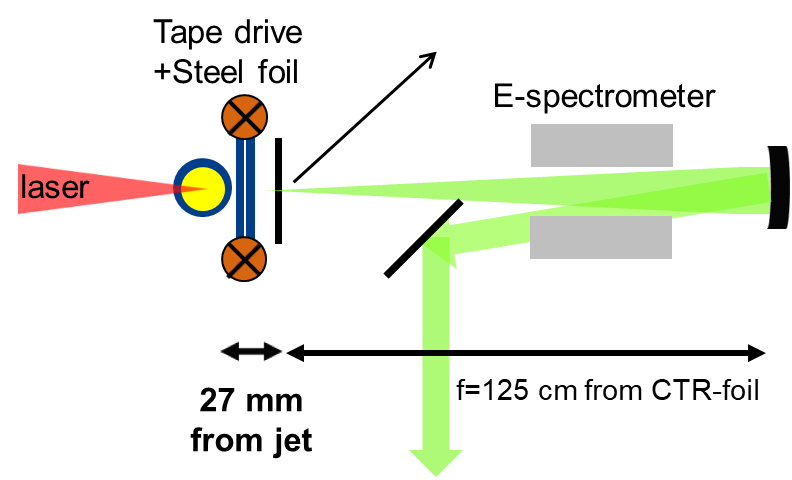 Tape drive
+Steel foil
E-spectrometer
laser
27 mm
from jet
f=125 cm from CTR-foil